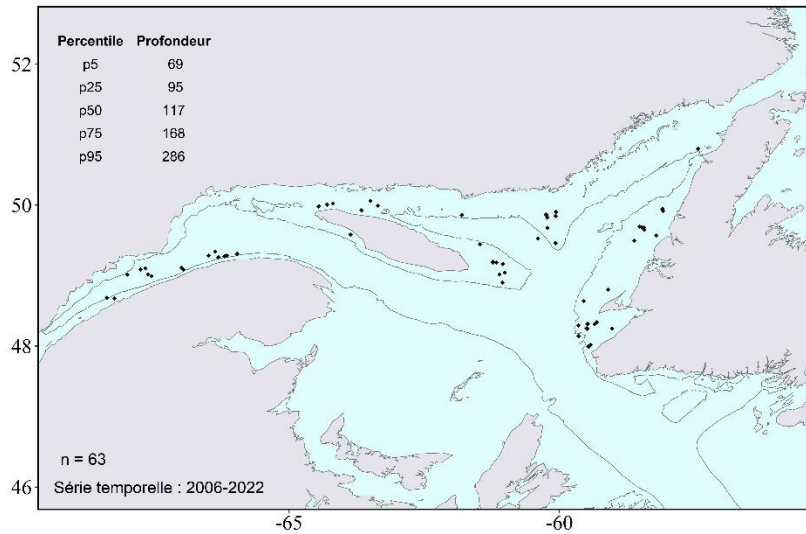 Percentile Profondeur
p5 69
p25 95
p50 117
p75 168
p95 286
52
50
48
46
n = 63
Série temporelle : 2006-2022
-65 -60